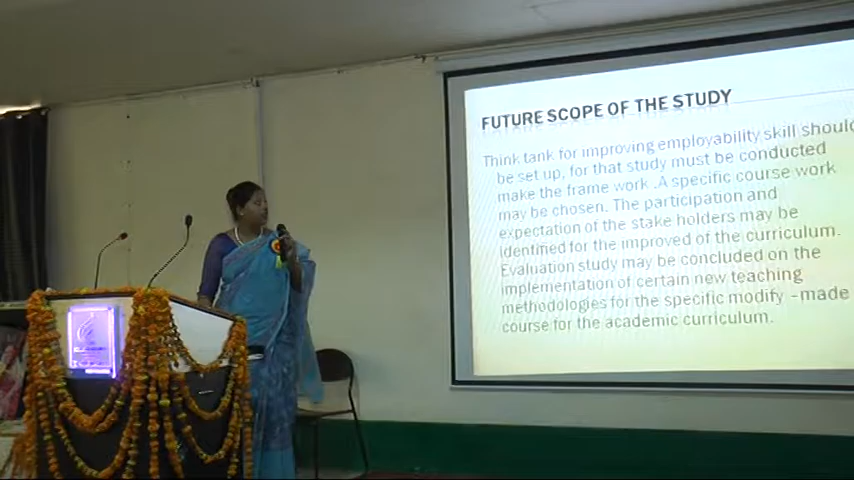 FUTURE SCOPE OF THE STUDY
Think tank for improving employability skill should
be set up, for that study must be conducted
make the frame work .A specific course work
may be chosen. The participation and
expectation of the stake holders may be
identified for the improved of the curriculum.
Evaluation study may be concluded on the
implementation of certain new teaching
methodologies for the specific modify -made
course for the academic curriculum.